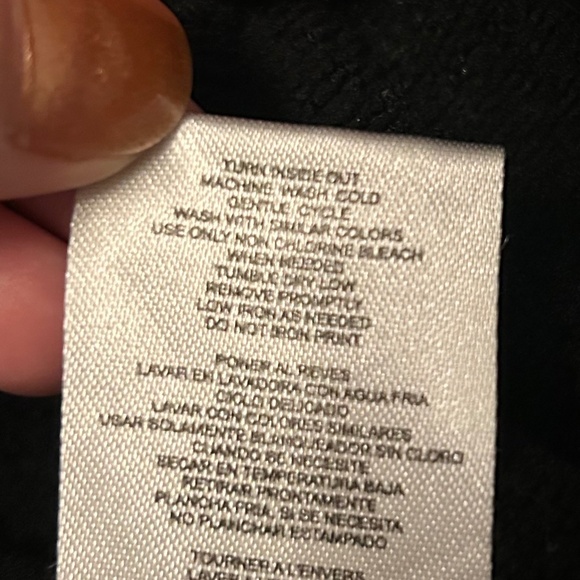 TURN INSIDE OUT
MACHINE WASH COLD
GENTLE CYCLE
WASH WITH SIMILAR COLORS
USE ONLY NON CHLORINE BLEACH
WHEN NEEDED
TUMBLE DRY LOW
REMOVE PROMPTLY
LOW IRON AS NEEDED
DO NOT IRON PRINT
PONER AL REVES
LAVAR EN LAVADORA CON AGUA FRIA
CICLO DELICADO
LAVAR CON COLORES SIMILARES
USAR SOLAMENTE BLANQUEADOR SIN CLORO
CUANDO SE NECESITE
SECAR EN TEMPERATURA BAJA
RETIRAR PRONTAMENTE
PLANCHA FRIA, SI SE NECESITA
NO PLANCHAR ESTAMPADO
TOURNER A L'ENVERS